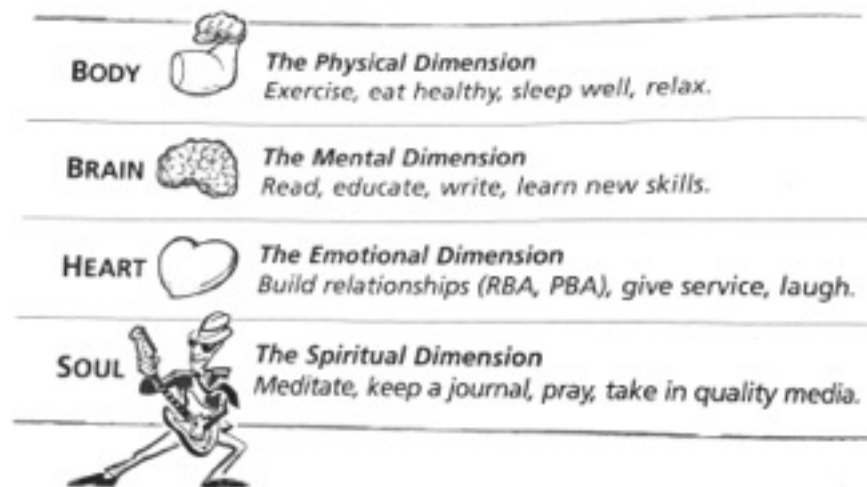 BODY
The Physical Dimension
Exercise, eat healthy, sleep well, relax.
BRAIN
The Mental Dimension
Read, educate, write, learn new skills.
HEART
The Emotional Dimension
Build relationships (RBA, PBA), give service, laugh.
SOUL
The Spiritual Dimension
Meditate, keep a journal, pray, take in quality media.